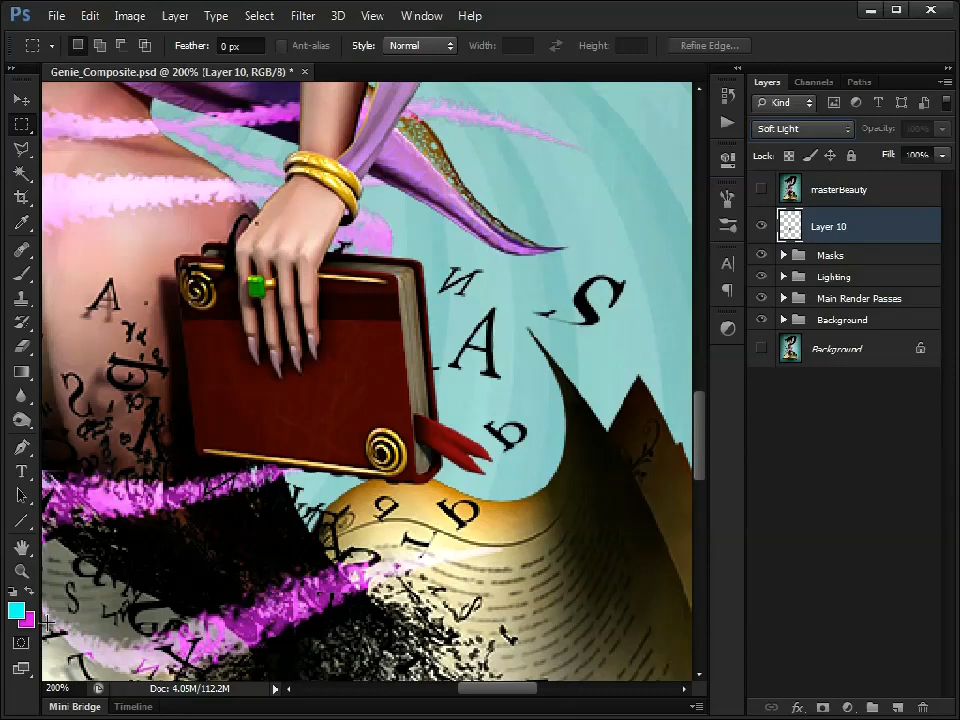 Ps File Edit Image Layer Type Select Filter 3D View Window Help
Feather: 0 px Anti-alias Style: Normal Width: Height: Refine Edge...
Genie_Composite.psd @ 200% (Layer 10, RGB/8) * ×
Layers Channels Paths
Kind
Soft Light Opacity: 100%
Lock: Fill: 100%
masterBeauty
Layer 10
Masks
Lighting
Main Render Passes
Background
Background
A
S
A
b
200% Doc: 4.05M/112.2M
Mini Bridge Timeline